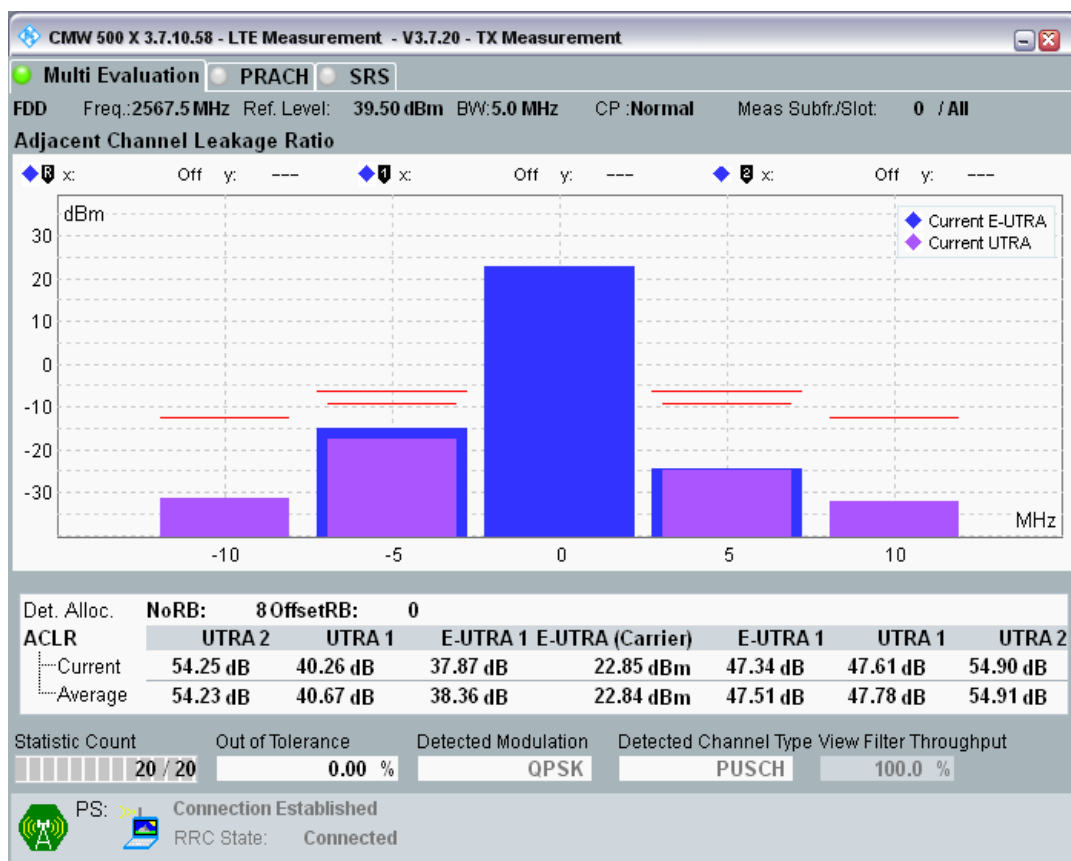 CMW 500 X 3.7.10.58 - LTE Measurement - V3.7.20 - TX Measurement
Multi Evaluation PRACH SRS
FDD Freq.:2567.5 MHz Ref. Level: 39.50 dBm BW:5.0 MHz CP :Normal Meas Subfr./Slot: 0 / All
Adjacent Channel Leakage Ratio
R x: Off y: --- 1 x: Off y: --- 2 x: Off y: ---
dBm
Current E-UTRA
Current UTRA
30
20
10
0
-10
-20
-30
MHz
-10 -5 0 5 10
Det. Alloc. NoRB: 8 OffsetRB: 0
ACLR UTRA 2 UTRA 1 E-UTRA 1 E-UTRA (Carrier) E-UTRA 1 UTRA 1 UTRA 2
Current 54.25 dB 40.26 dB 37.87 dB 22.85 dBm 47.34 dB 47.61 dB 54.90 dB
Average 54.23 dB 40.67 dB 38.36 dB 22.84 dBm 47.51 dB 47.78 dB 54.91 dB
Statistic Count Out of Tolerance Detected Modulation Detected Channel Type View Filter Throughput
20 / 20 0.00 % QPSK PUSCH 100.0 %
PS: Connection Established
RRC State: Connected